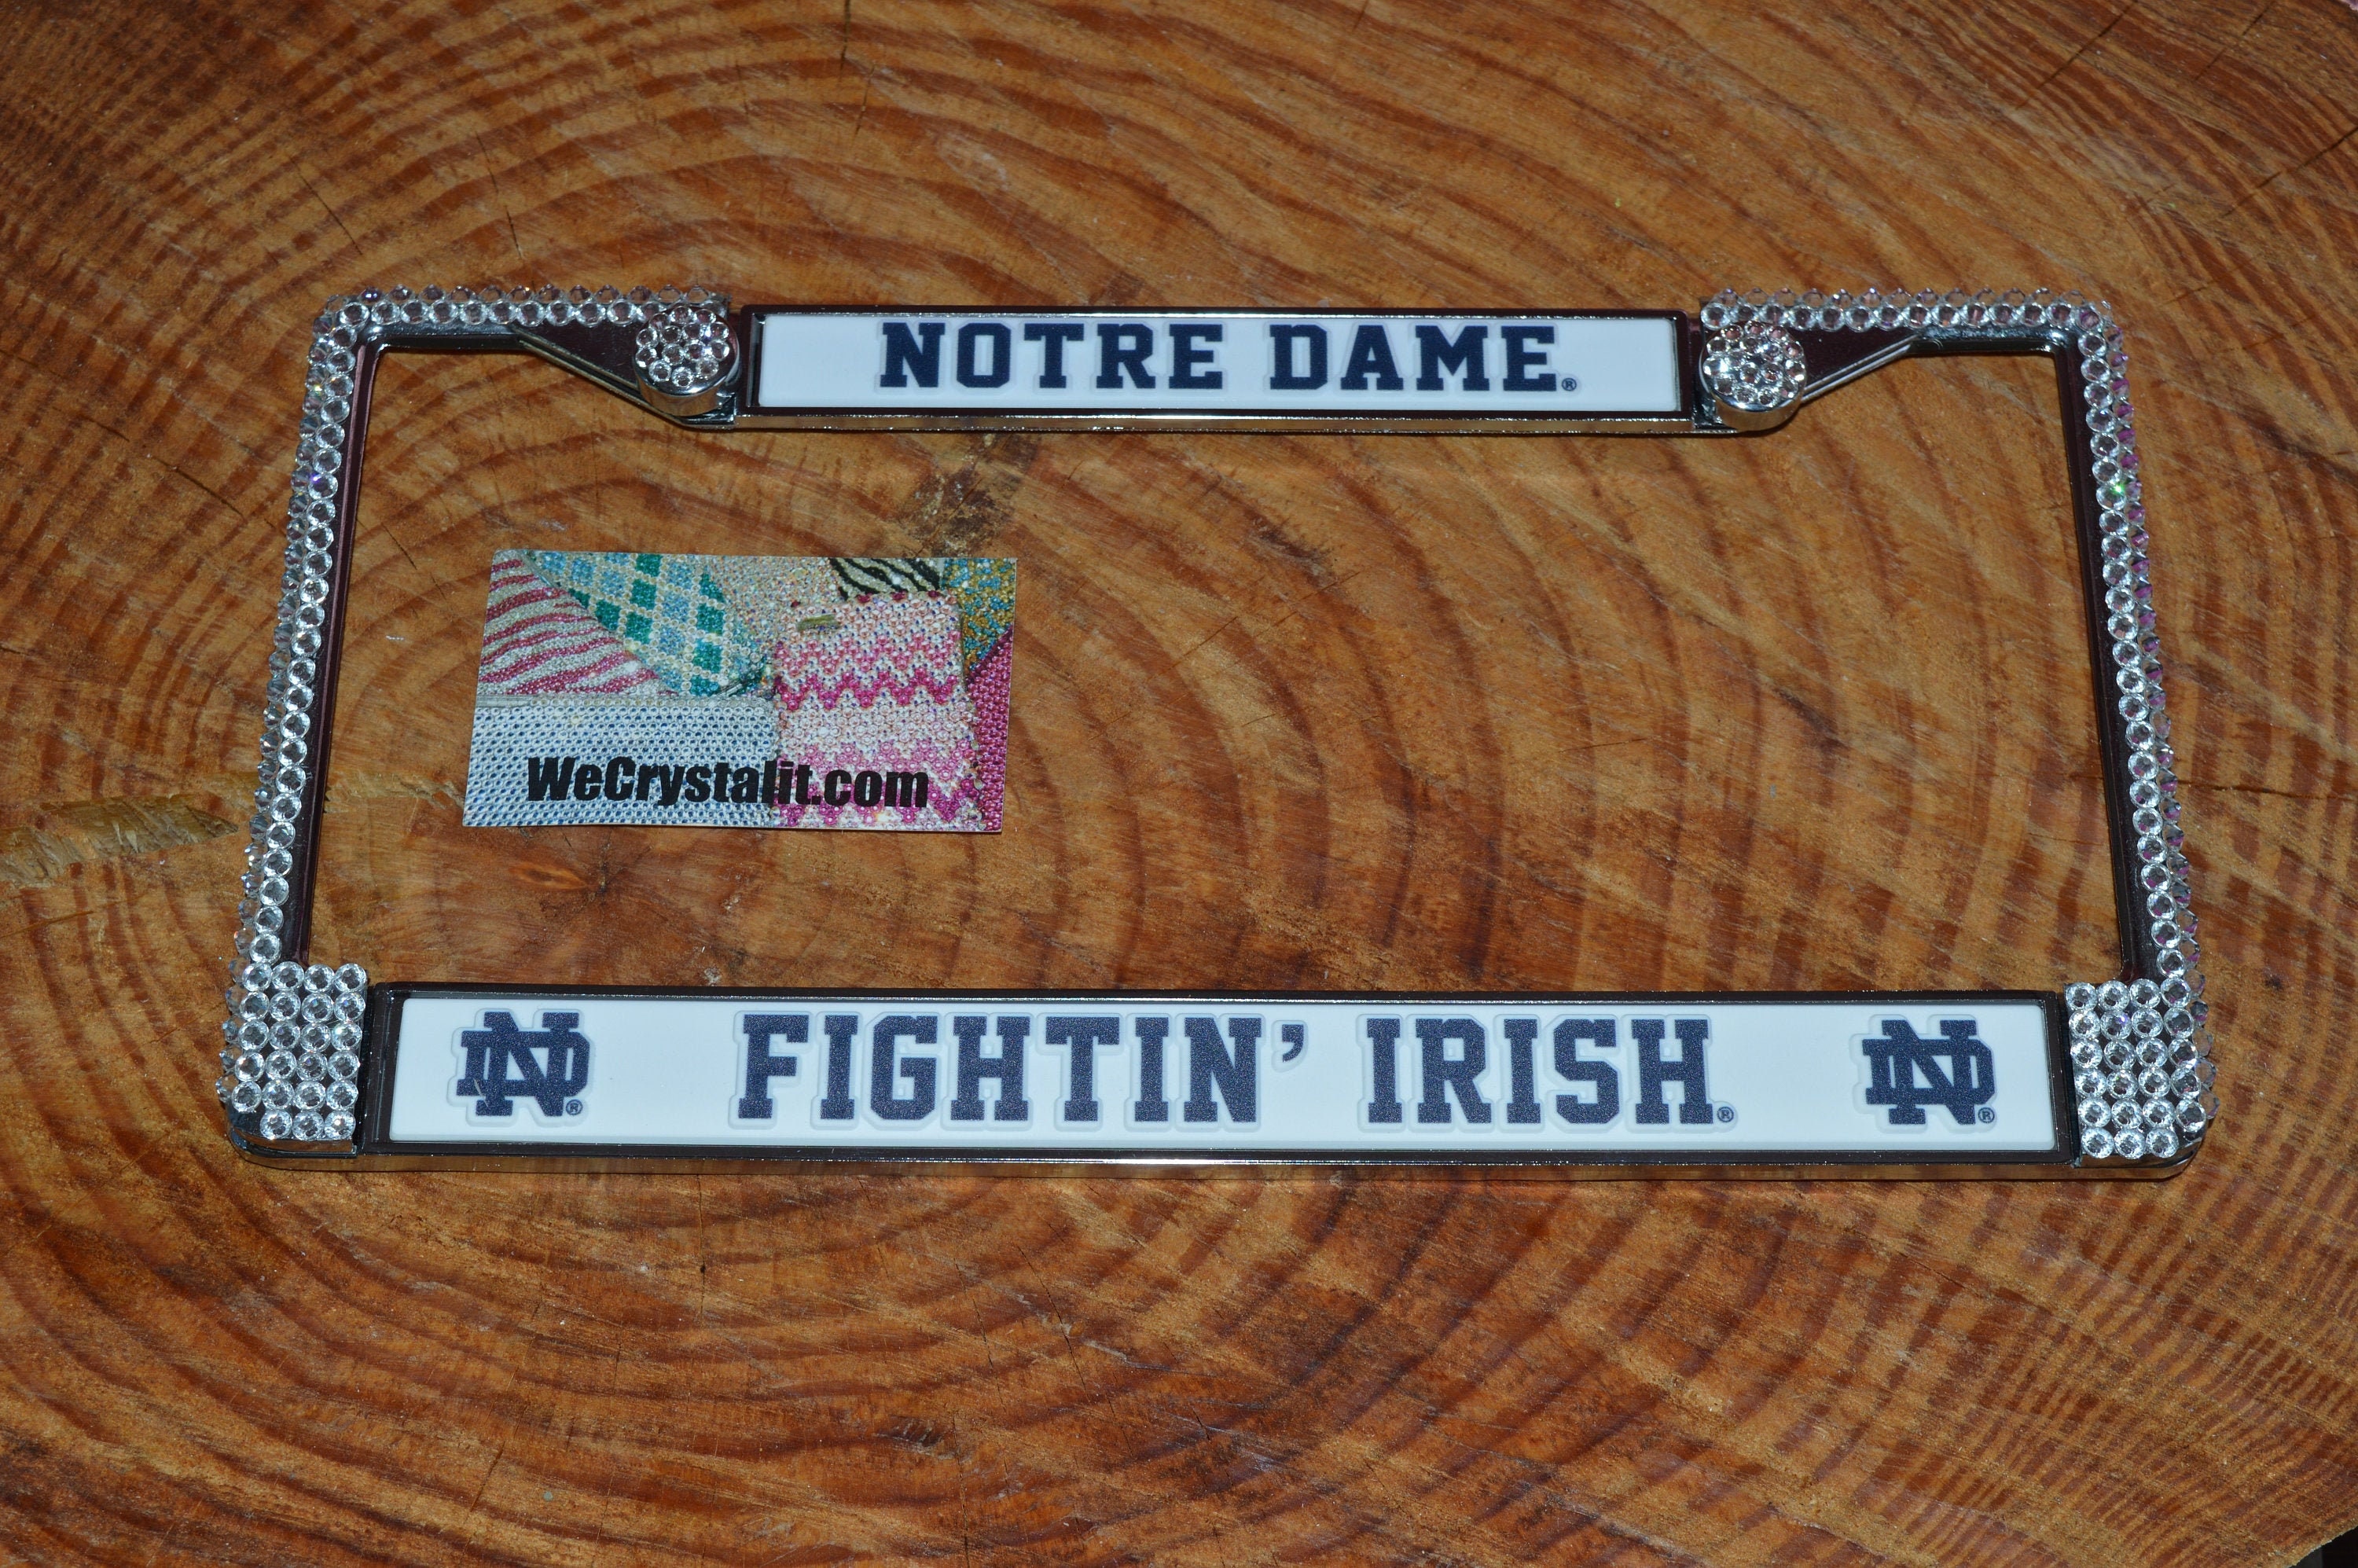 NOTRE DAME®
WeCrystalit.com
ND® FIGHTIN' IRISH® ND®